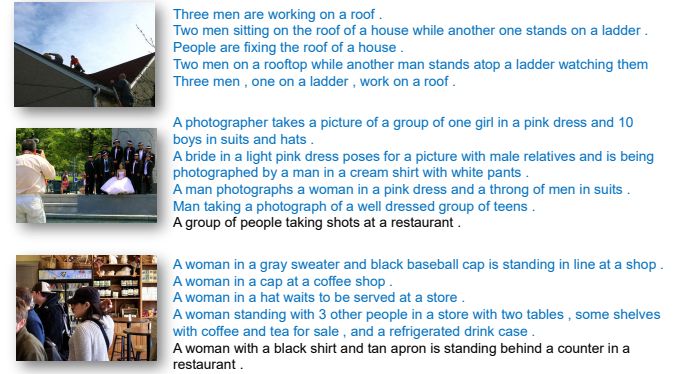 Three men are working on a roof .
Two men sitting on the roof of a house while another one stands on a ladder .
People are fixing the roof of a house .
Two men on a rooftop while another man stands atop a ladder watching them
Three men , one on a ladder , work on a roof .
A photographer takes a picture of a group of one girl in a pink dress and 10
boys in suits and hats .
A bride in a light pink dress poses for a picture with male relatives and is being
photographed by a man in a cream shirt with white pants .
A man photographs a woman in a pink dress and a throng of men in suits .
Man taking a photograph of a well dressed group of teens .
A group of people taking shots at a restaurant .
A woman in a gray sweater and black baseball cap is standing in line at a shop .
A woman in a cap at a coffee shop .
A woman in a hat waits to be served at a store .
A woman standing with 3 other people in a store with two tables , some shelves
with coffee and tea for sale , and a refrigerated drink case .
A woman with a black shirt and tan apron is standing behind a counter in a
restaurant .